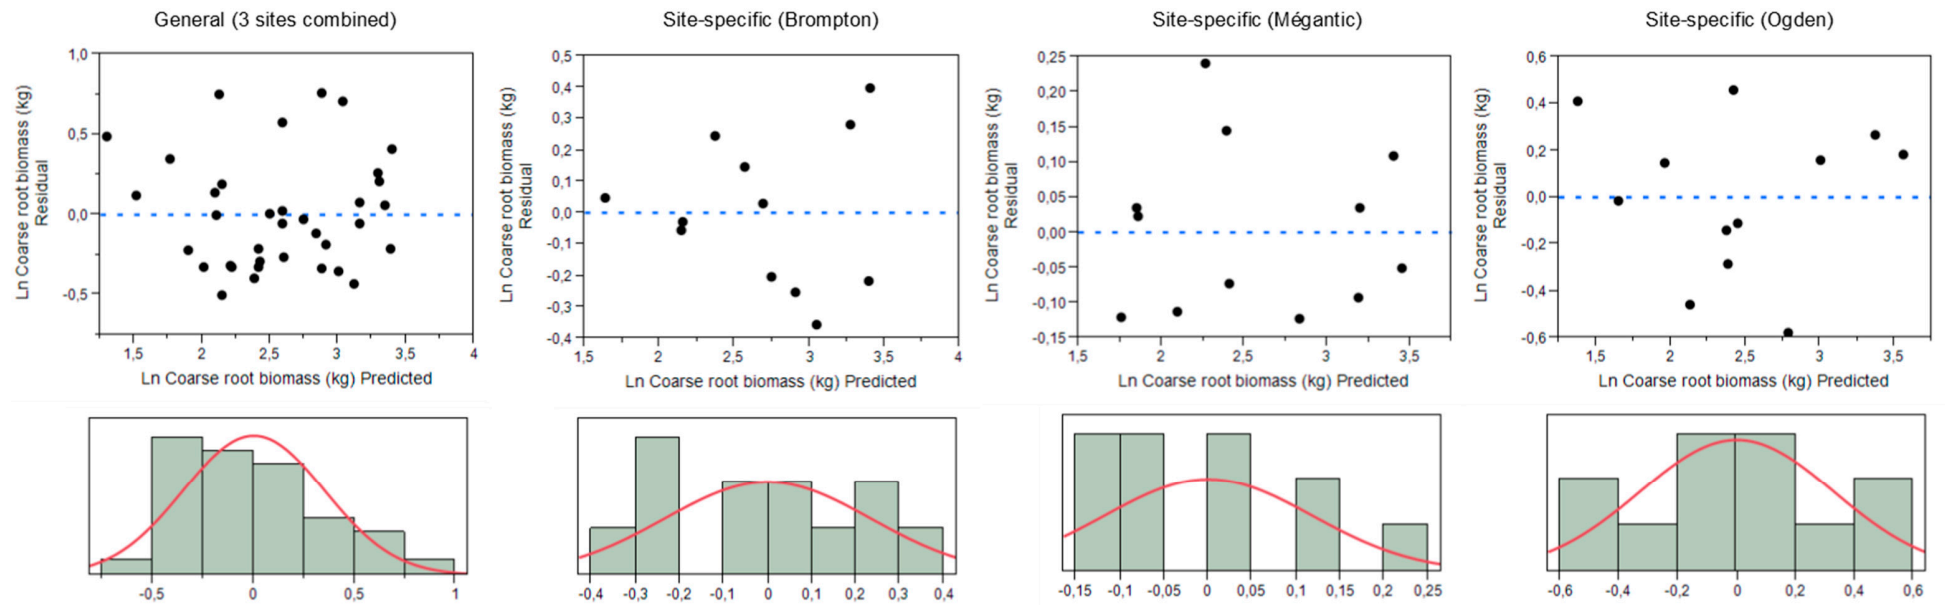 General (3 sites combined)
Site-specific (Brompton)
Site-specific (Mégantic)
Site-specific (Ogden)
Ln Coarse root biomass (kg)
Residual
1,0
0,5
0,0
-0,5
1,5 2 2,5 3 3,5 4
Ln Coarse root biomass (kg) Predicted
Ln Coarse root biomass (kg)
Residual
0,5
0,4
0,3
0,2
0,1
0,0
-0,1
-0,2
-0,3
-0,4
1,5 2 2,5 3 3,5 4
Ln Coarse root biomass (kg) Predicted
Ln Coarse root biomass (kg)
Residual
0,25
0,20
0,15
0,10
0,05
0,00
-0,05
-0,10
-0,15
1,5 2 2,5 3 3,5
Ln Coarse root biomass (kg) Predicted
Ln Coarse root biomass (kg)
Residual
0,6
0,4
0,2
0,0
-0,2
-0,4
-0,6
1,5 2 2,5 3 3,5
Ln Coarse root biomass (kg) Predicted
-0,5 0 0,5 1
-0,4 -0,3 -0,2 -0,1 0 0,1 0,2 0,3 0,4
-0,15 -0,1 -0,05 0 0,05 0,1 0,15 0,2 0,25
-0,6 -0,4 -0,2 0 0,2 0,4 0,6